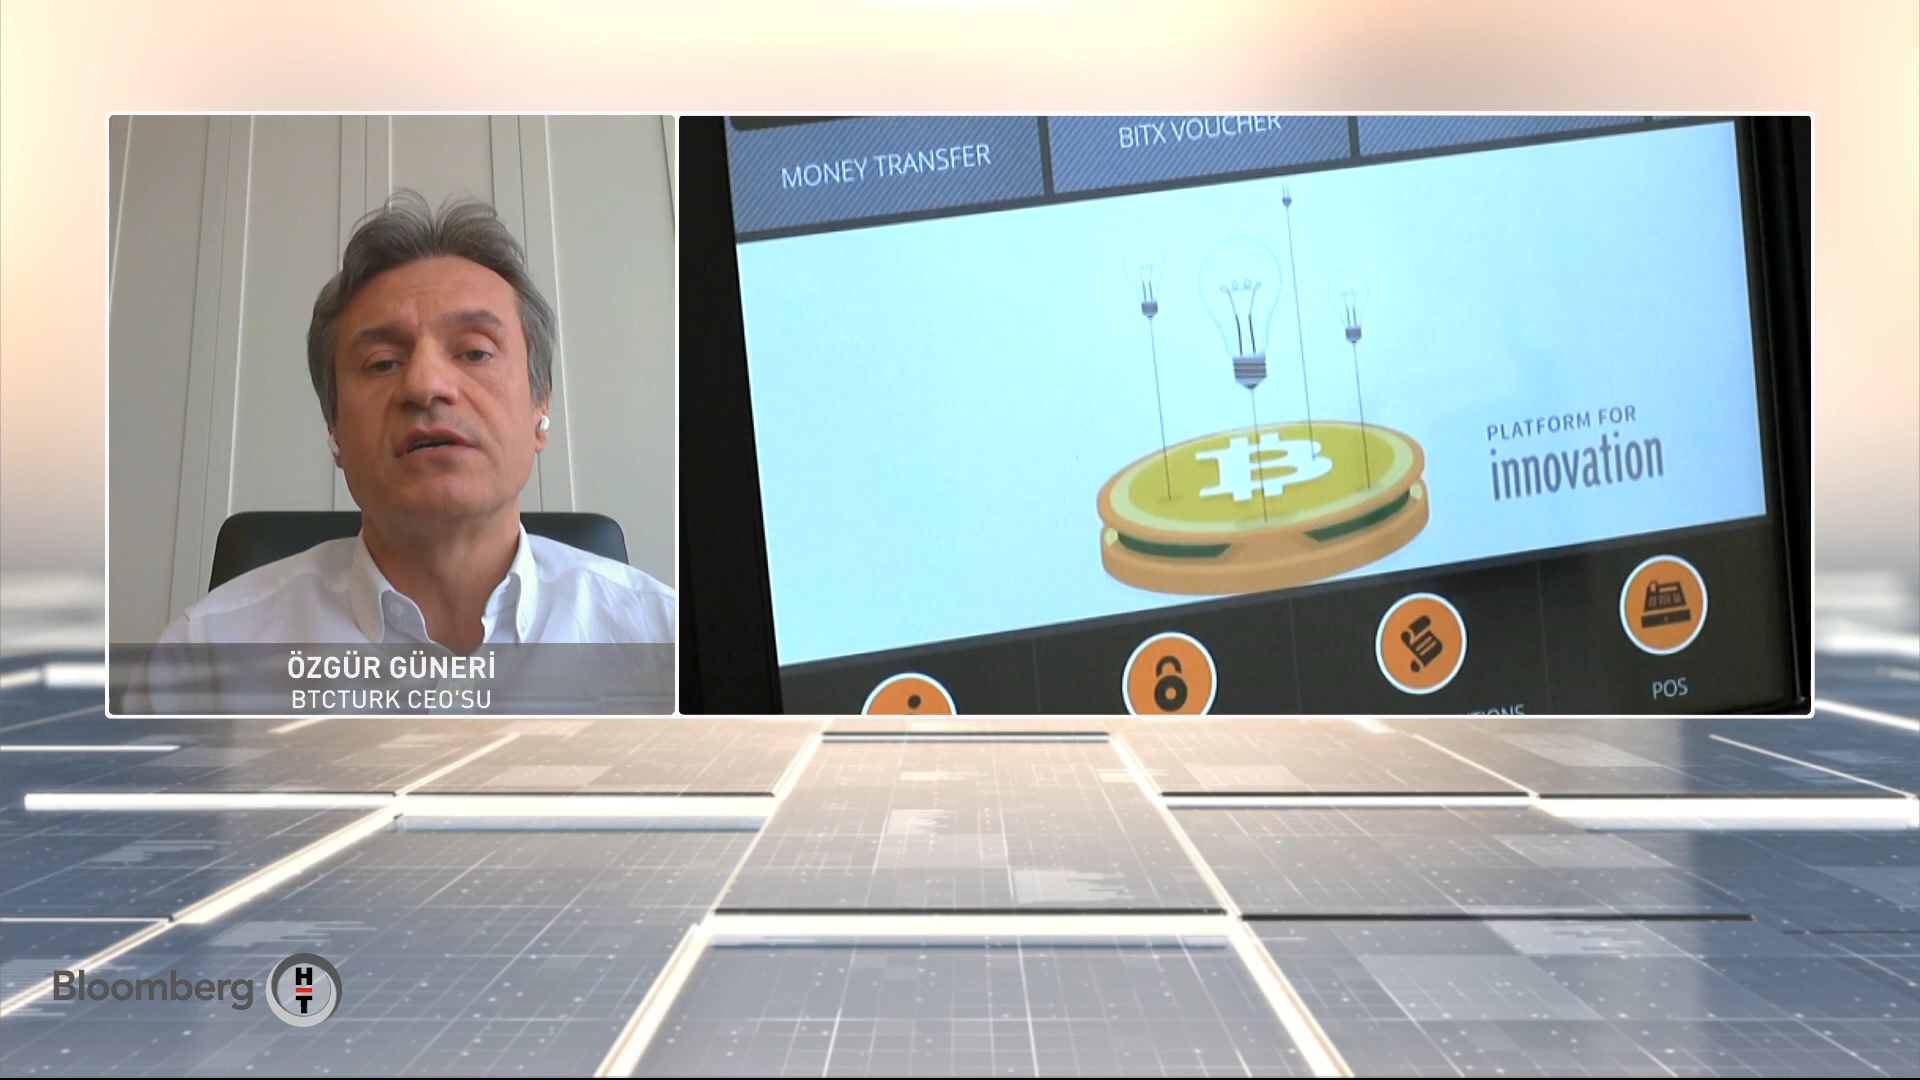 MONEY TRANSFER
BITX VOUCHER
PLATFORM FOR
innovation
POS
ÖZGÜR GÜNERİ
BTCTURK CEO'SU
Bloomberg HT